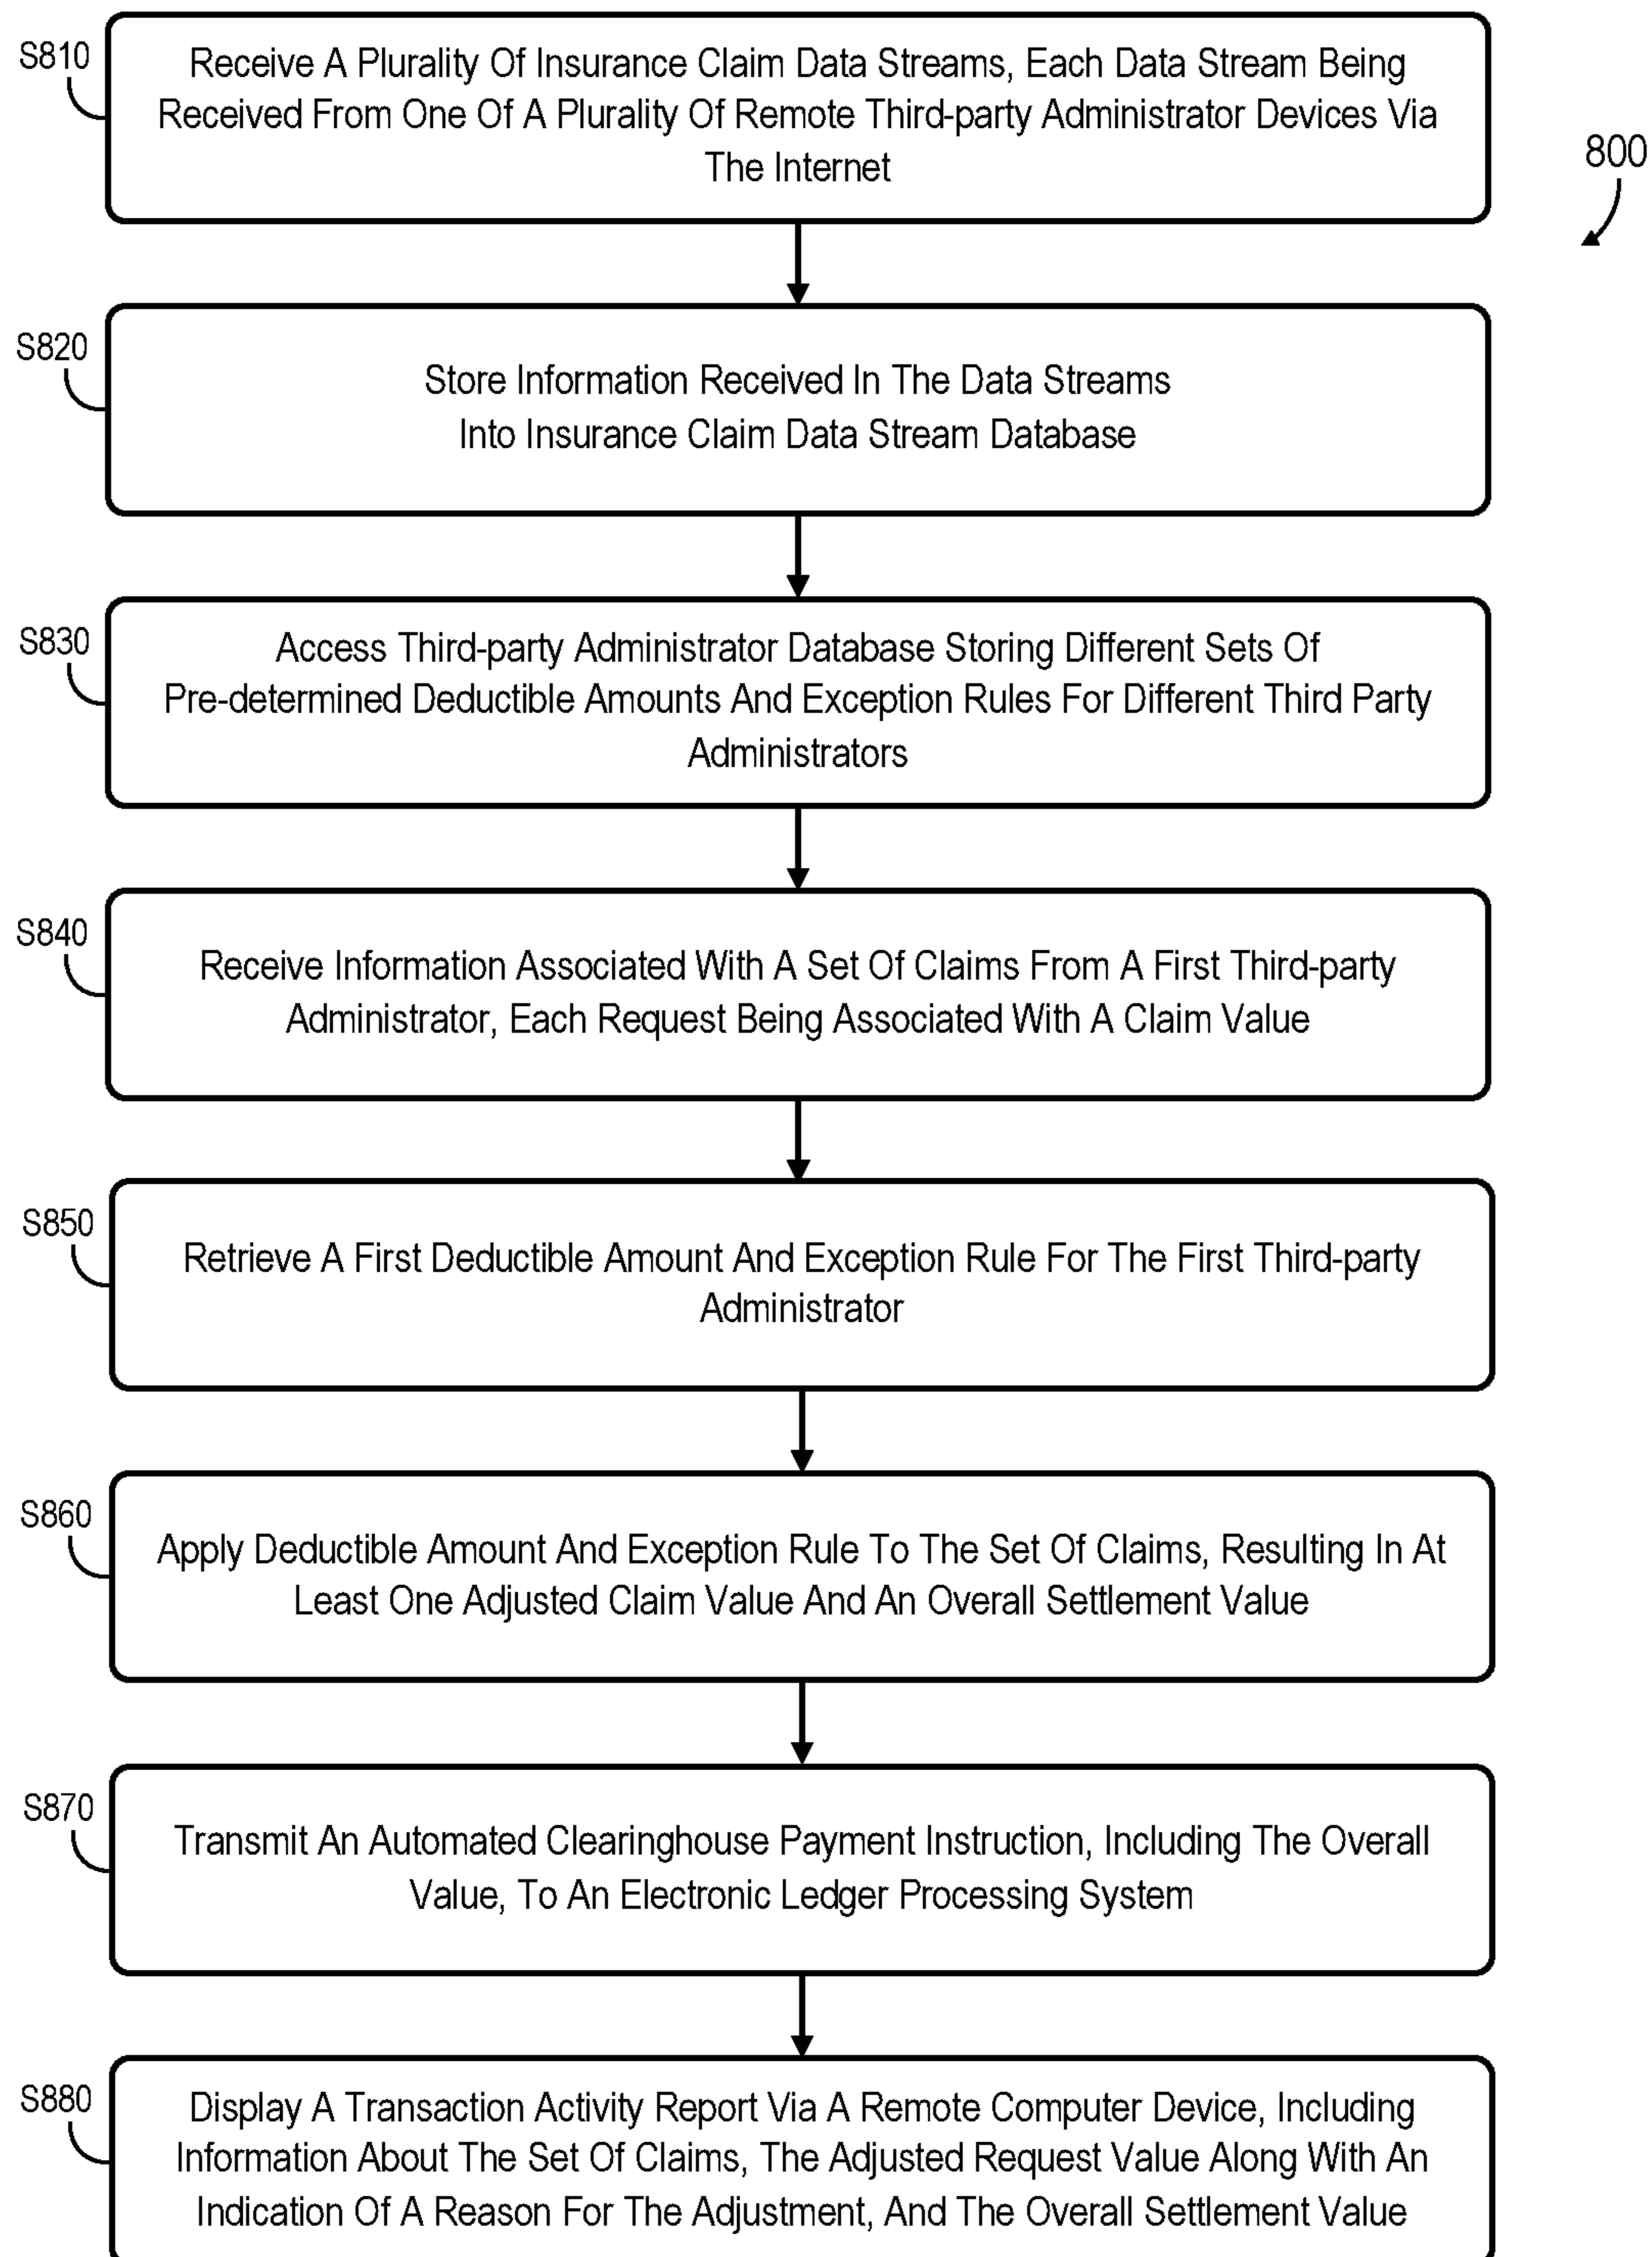 S810
Receive A Plurality Of Insurance Claim Data Streams, Each Data Stream Being
Received From One Of A Plurality Of Remote Third-party Administrator Devices Via
The Internet
800
S820
Store Information Received In The Data Streams
Into Insurance Claim Data Stream Database
S830
Access Third-party Administrator Database Storing Different Sets Of
Pre-determined Deductible Amounts And Exception Rules For Different Third Party
Administrators
S840
Receive Information Associated With A Set Of Claims From A First Third-party
Administrator, Each Request Being Associated With A Claim Value
S850
Retrieve A First Deductible Amount And Exception Rule For The First Third-party
Administrator
S860
Apply Deductible Amount And Exception Rule To The Set Of Claims, Resulting In At
Least One Adjusted Claim Value And An Overall Settlement Value
S870
Transmit An Automated Clearinghouse Payment Instruction, Including The Overall
Value, To An Electronic Ledger Processing System
S880
Display A Transaction Activity Report Via A Remote Computer Device, Including
Information About The Set Of Claims, The Adjusted Request Value Along With An
Indication Of A Reason For The Adjustment, And The Overall Settlement Value